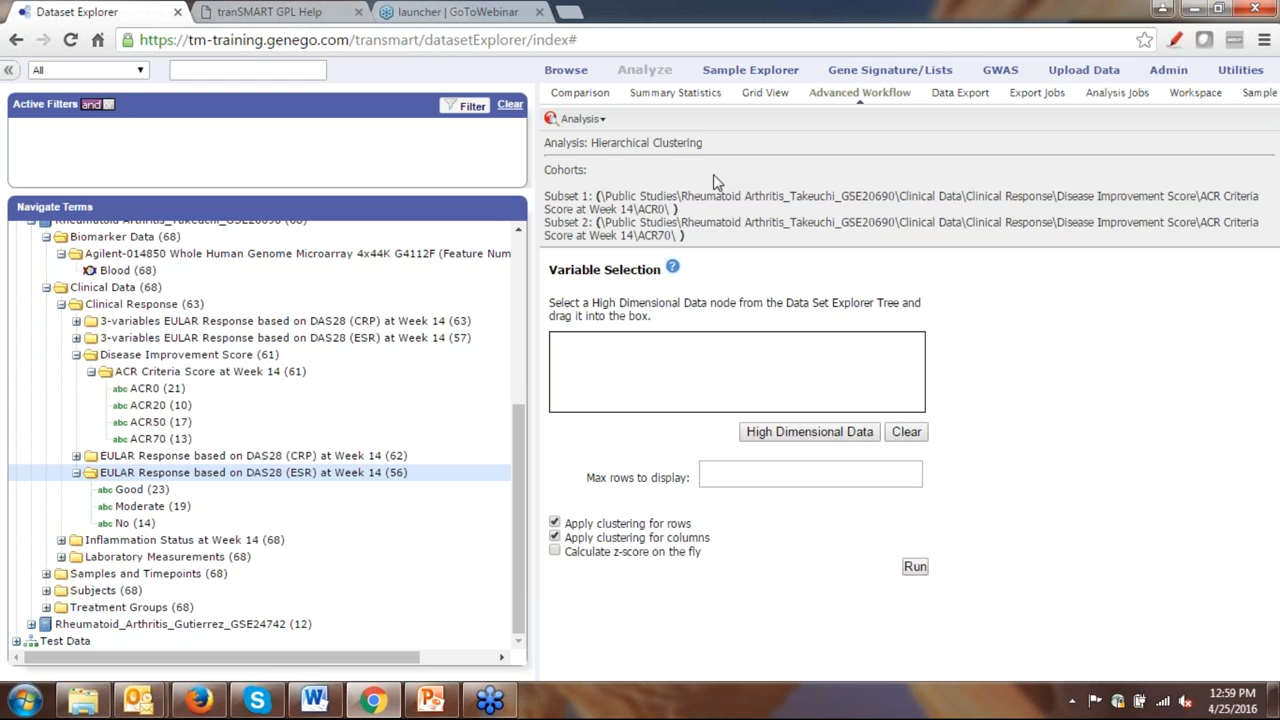 Dataset Explorer
tranSMART GPL Help
launcher | GoToWebinar
https://tm-training.genego.com/transmart/datasetExplorer/index#
All
Browse Analyze Sample Explorer Gene Signature/Lists GWAS Upload Data Admin Utilities
Comparison Summary Statistics Grid View Advanced Workflow Data Export Export Jobs Analysis Jobs Workspace Sample
Active Filters and or Filter Clear
Navigate Terms
Rheumatoid Arthritis_Takeuchi_GSE20690 (68)
Biomarker Data (68)
Agilent-014850 Whole Human Genome Microarray 4x44K G4112F (Feature Num
Blood (68)
Clinical Data (68)
Clinical Response (63)
3-variables EULAR Response based on DAS28 (CRP) at Week 14 (63)
3-variables EULAR Response based on DAS28 (ESR) at Week 14 (57)
Disease Improvement Score (61)
ACR Criteria Score at Week 14 (61)
abc ACR0 (21)
abc ACR20 (10)
abc ACR50 (17)
abc ACR70 (13)
EULAR Response based on DAS28 (CRP) at Week 14 (62)
EULAR Response based on DAS28 (ESR) at Week 14 (56)
abc Good (23)
abc Moderate (19)
abc No (14)
Inflammation Status at Week 14 (68)
Laboratory Measurements (68)
Samples and Timepoints (68)
Subjects (68)
Treatment Groups (68)
Rheumatoid_Arthritis_Gutierrez_GSE24742 (12)
Test Data
Analysis
Analysis: Hierarchical Clustering
Cohorts:
Subset 1: (\Public Studies\Rheumatoid Arthritis_Takeuchi_GSE20690\Clinical Data\Clinical Response\Disease Improvement Score\ACR Criteria
Score at Week 14\ACR0\ )
Subset 2: (\Public Studies\Rheumatoid Arthritis_Takeuchi_GSE20690\Clinical Data\Clinical Response\Disease Improvement Score\ACR Criteria
Score at Week 14\ACR70\ )
Variable Selection ?
Select a High Dimensional Data node from the Data Set Explorer Tree and
drag it into the box.
High Dimensional Data Clear
Max rows to display:
Apply clustering for rows
Apply clustering for columns
Calculate z-score on the fly
Run
12:59 PM
4/25/2016